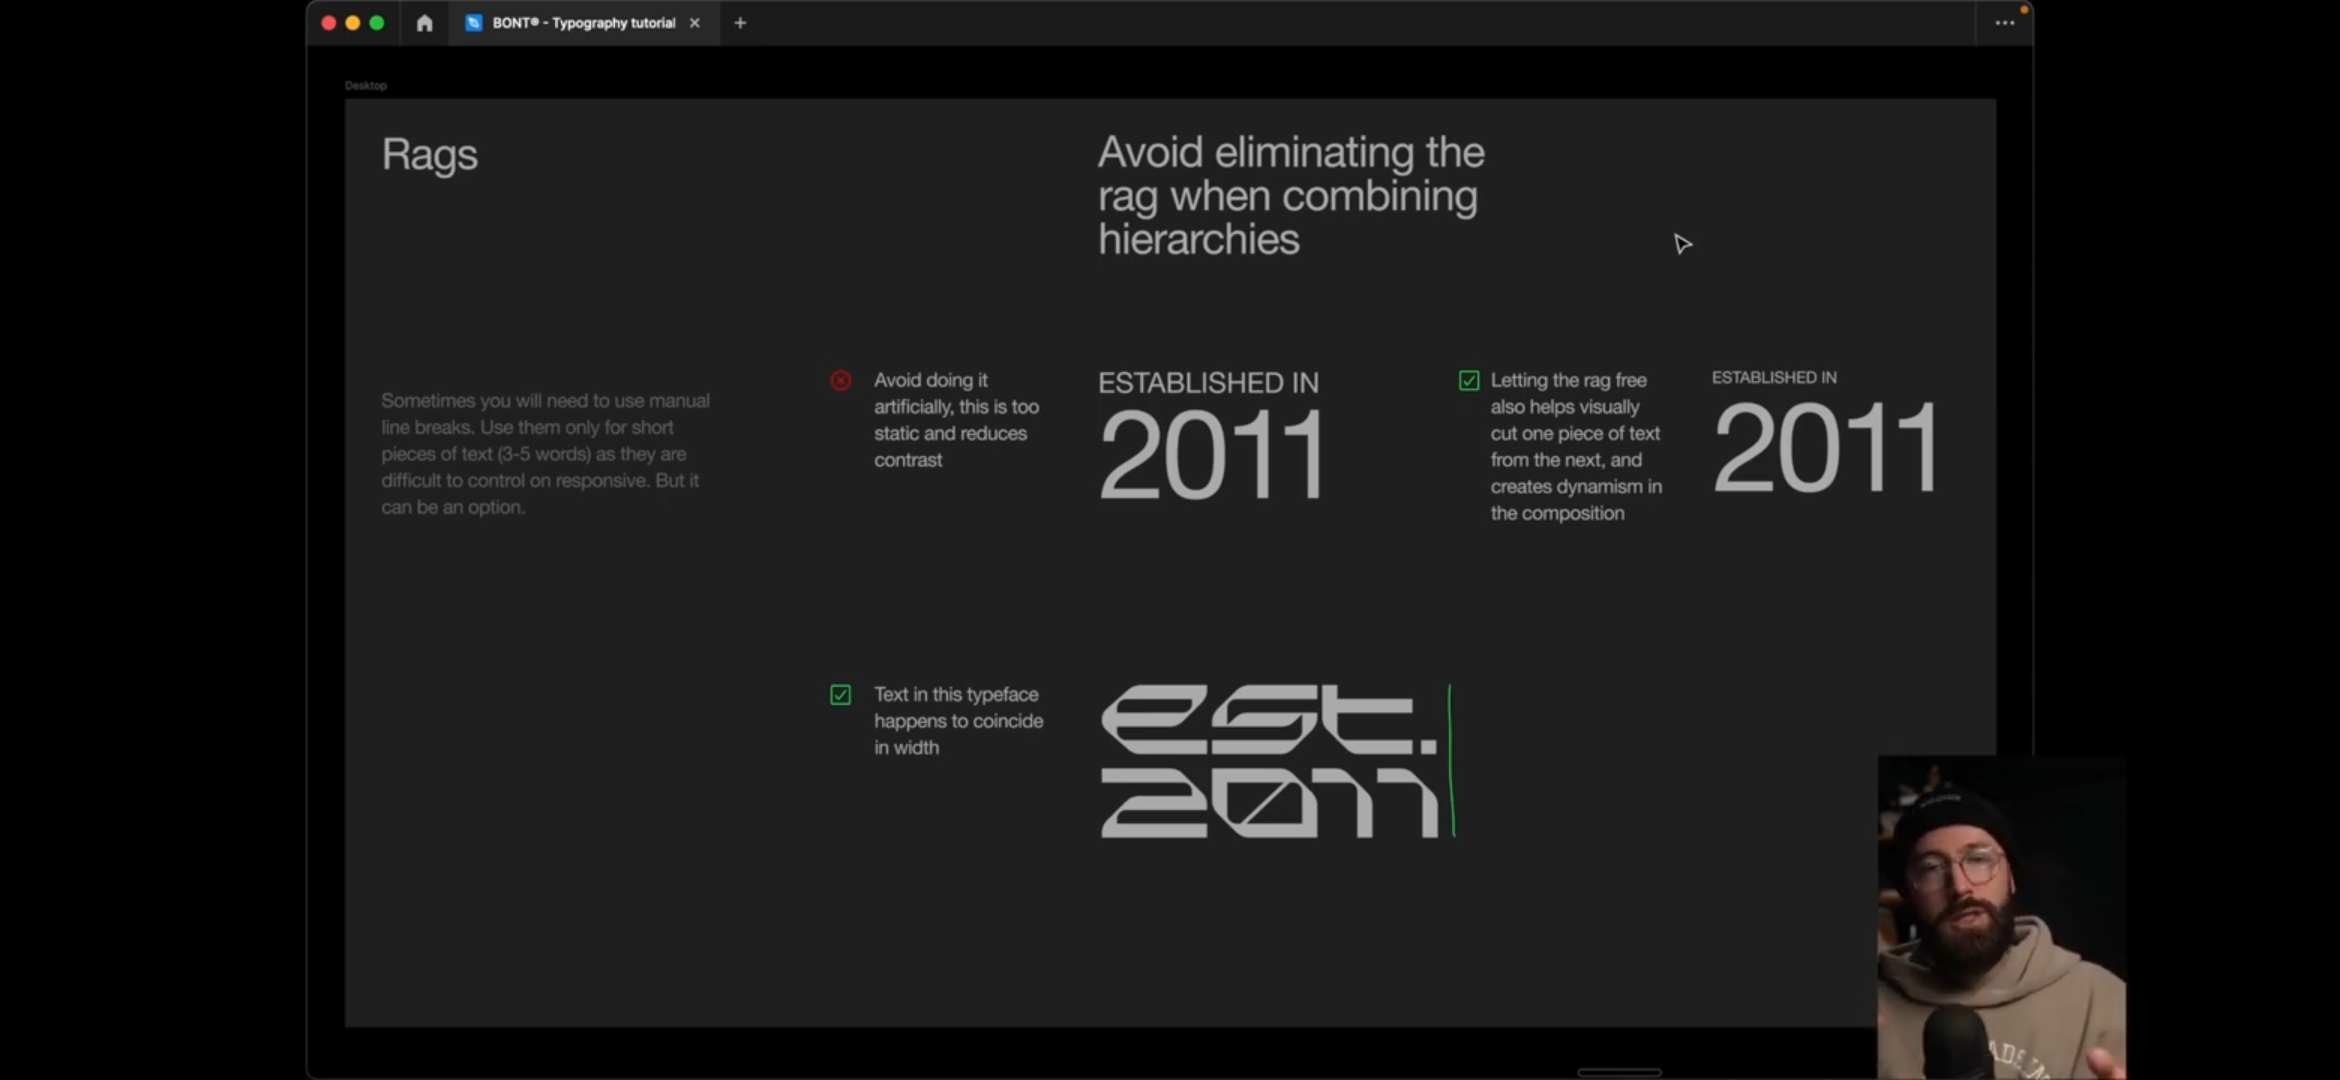 BONT® - Typography tutorial
Desktop
Rags
Avoid eliminating the
rag when combining
hierarchies
Sometimes you will need to use manual
line breaks. Use them only for short
pieces of text (3-5 words) as they are
difficult to control on responsive. But it
can be an option.
Avoid doing it
artificially, this is too
static and reduces
contrast
ESTABLISHED IN
2011
Letting the rag free
also helps visually
cut one piece of text
from the next, and
creates dynamism in
the composition
ESTABLISHED IN
2011
Text in this typeface
happens to coincide
in width
est.
2011